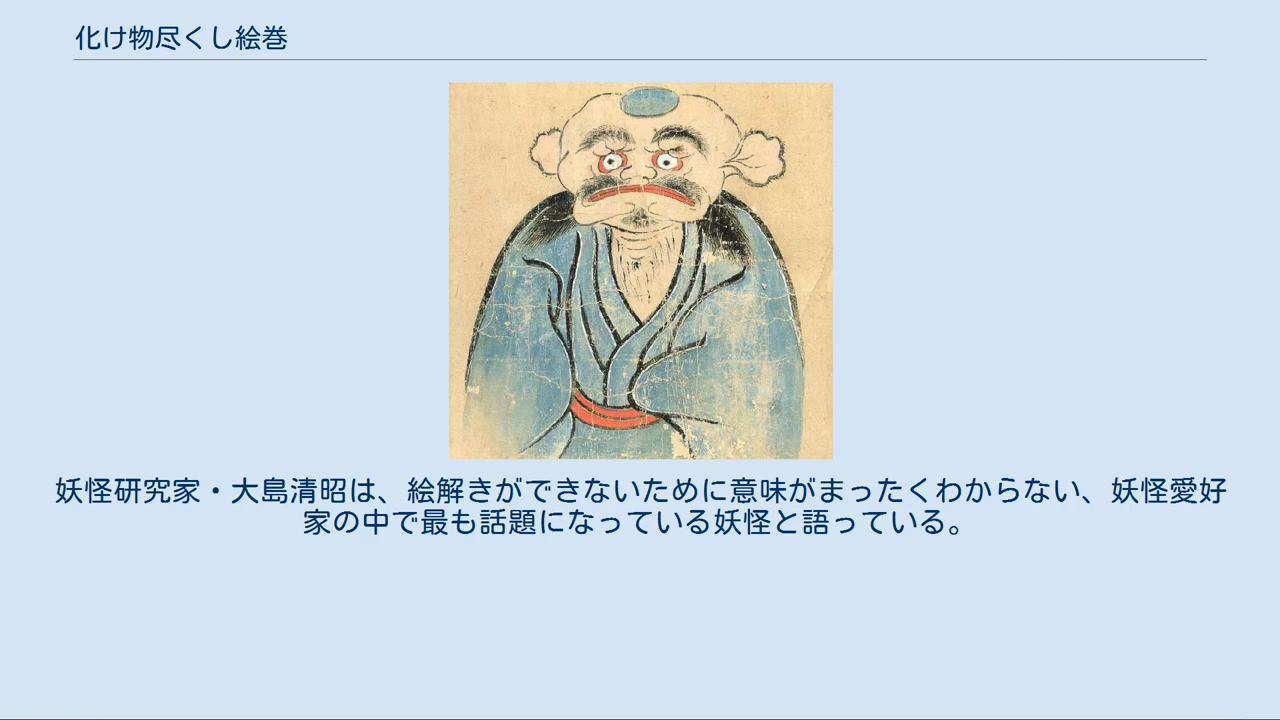 化け物尽くし絵巻
妖怪研究家・大島清昭は、絵解きができないために意味がまったくわからない、妖怪愛好
家の中で最も話題になっている妖怪と語っている。